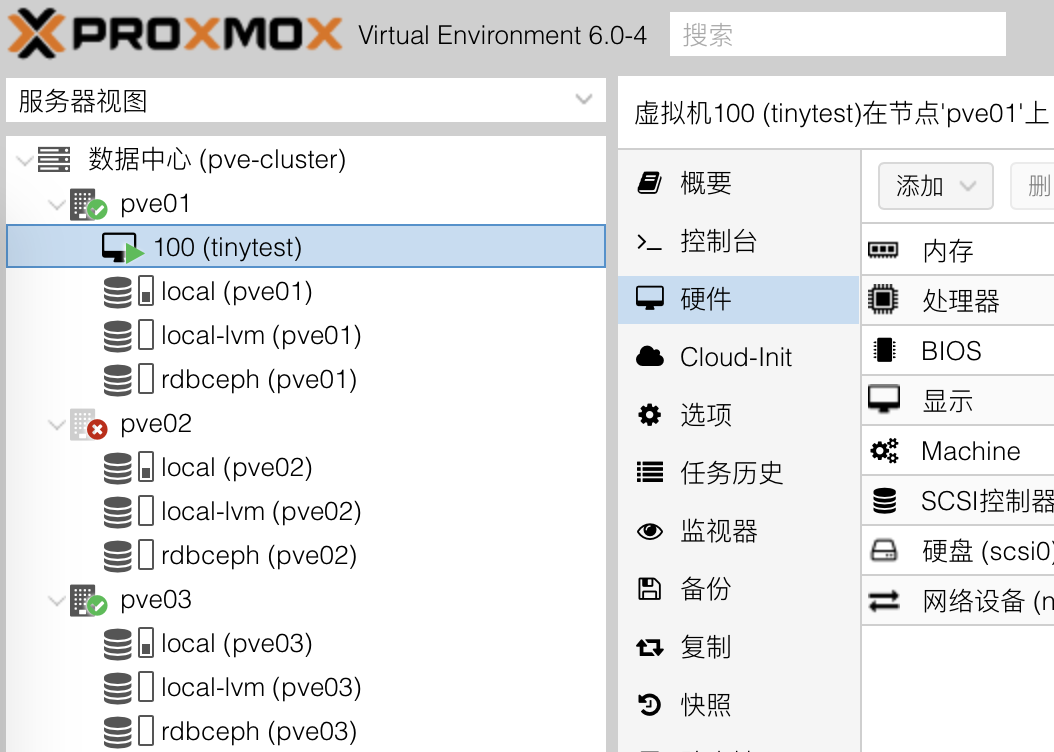 PROXMOX Virtual Environment 6.0-4 搜索
服务器视图
数据中心 (pve-cluster)
pve01
100 (tinytest)
local (pve01)
local-lvm (pve01)
rdbceph (pve01)
pve02
local (pve02)
local-lvm (pve02)
rdbceph (pve02)
pve03
local (pve03)
local-lvm (pve03)
rdbceph (pve03)
虚拟机100 (tinytest)在节点'pve01'上
概要
控制台
硬件
Cloud-Init
选项
任务历史
监视器
备份
复制
快照
添加 删
内存
处理器
BIOS
显示
Machine
SCSI控制器
硬盘 (scsi0)
网络设备 (n